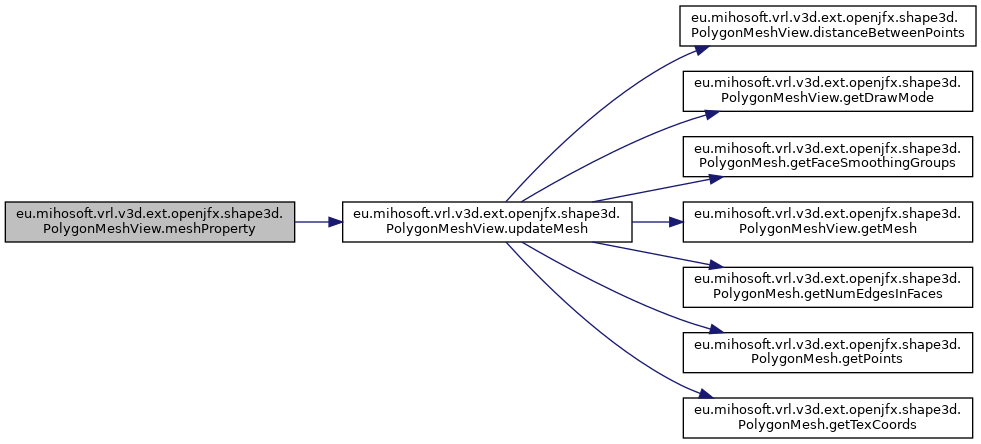 eu.mihosoft.vrl.v3d.ext.openjfx.shape3d.
PolygonMeshView.meshProperty
eu.mihosoft.vrl.v3d.ext.openjfx.shape3d.
PolygonMeshView.updateMesh
eu.mihosoft.vrl.v3d.ext.openjfx.shape3d.
PolygonMeshView.distanceBetweenPoints
eu.mihosoft.vrl.v3d.ext.openjfx.shape3d.
PolygonMeshView.getDrawMode
eu.mihosoft.vrl.v3d.ext.openjfx.shape3d.
PolygonMesh.getFaceSmoothingGroups
eu.mihosoft.vrl.v3d.ext.openjfx.shape3d.
PolygonMeshView.getMesh
eu.mihosoft.vrl.v3d.ext.openjfx.shape3d.
PolygonMesh.getNumEdgesInFaces
eu.mihosoft.vrl.v3d.ext.openjfx.shape3d.
PolygonMesh.getPoints
eu.mihosoft.vrl.v3d.ext.openjfx.shape3d.
PolygonMesh.getTexCoords